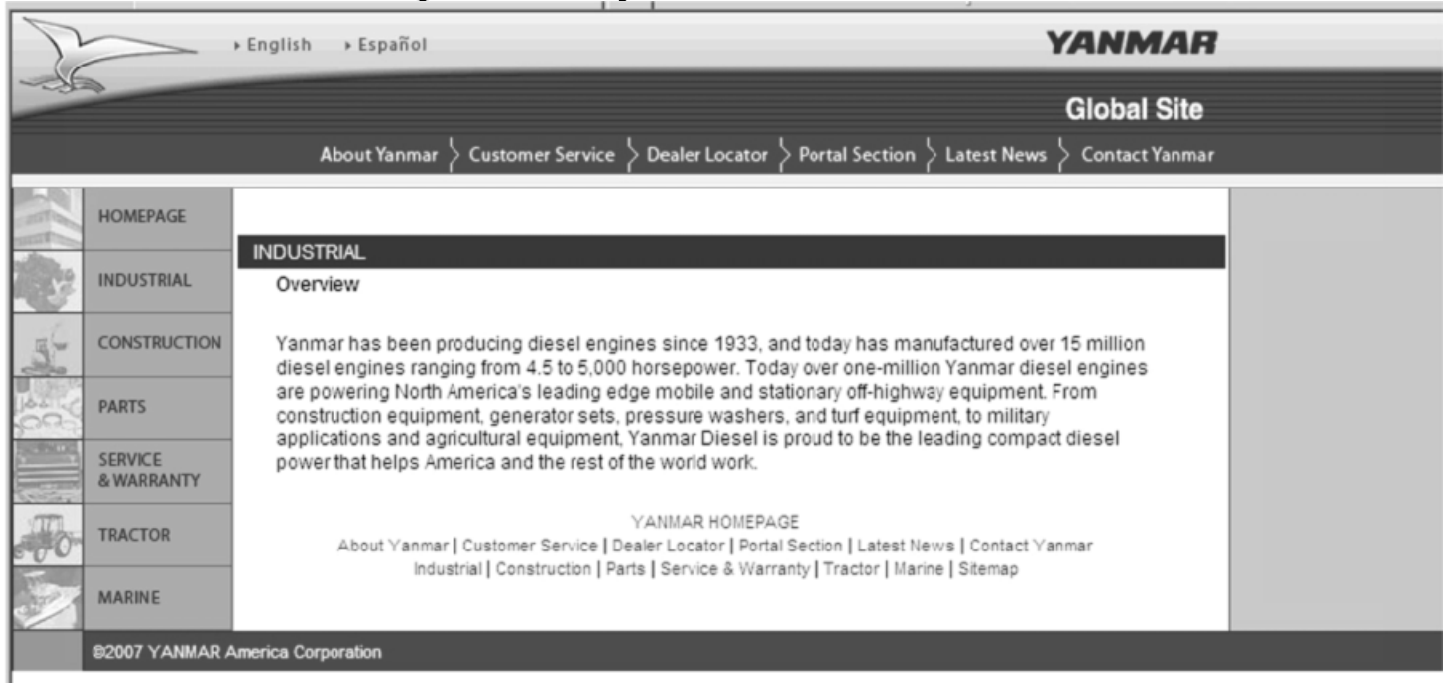 English Español YANMAR
Global Site
About Yanmar Customer Service Dealer Locator Portal Section Latest News Contact Yanmar
HOMEPAGE
INDUSTRIAL
CONSTRUCTION
PARTS
SERVICE
& WARRANTY
TRACTOR
MARINE
INDUSTRIAL
Overview
Yanmar has been producing diesel engines since 1933, and today has manufactured over 15 million
diesel engines ranging from 4.5 to 5,000 horsepower. Today over one-million Yanmar diesel engines
are powering North America's leading edge mobile and stationary off-highway equipment. From
construction equipment, generator sets, pressure washers, and turf equipment, to military
applications and agricultural equipment, Yanmar Diesel is proud to be the leading compact diesel
power that helps America and the rest of the world work.
YANMAR HOMEPAGE
About Yanmar | Customer Service | Dealer Locator | Portal Section | Latest News | Contact Yanmar
Industrial | Construction | Parts | Service & Warranty | Tractor | Marine | Sitemap
©2007 YANMAR America Corporation